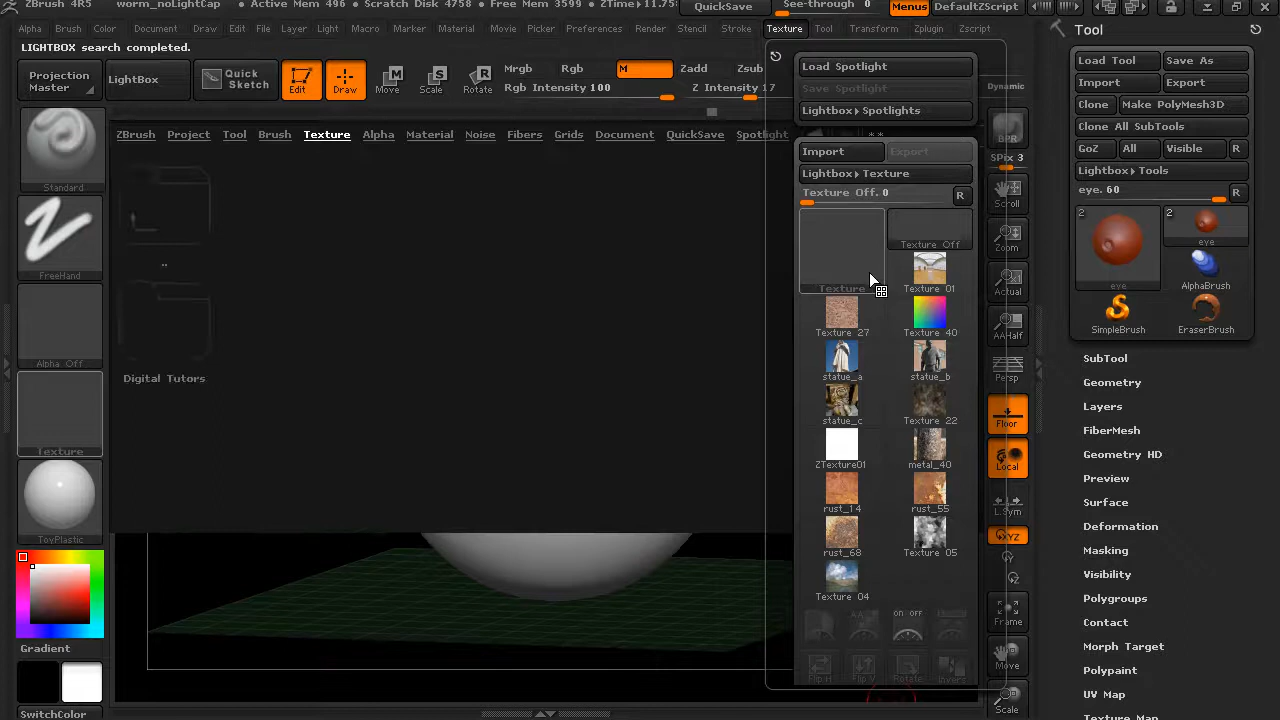 ZBrush 4R5 worm_noLightCap • Active Mem 496 • Scratch Disk 4758 • Free Mem 3599 • ZTime▸11.75 QuickSave See-through 0 Menus DefaultZScript
Alpha Brush Color Document Draw Edit File Layer Light Macro Marker Material Movie Picker Preferences Render Stencil Stroke Texture Tool Transform Zplugin Zscript
LIGHTBOX search completed.
Projection Master
LightBox
Quick Sketch
Edit
Draw
Move
Scale
Rotate
Mrgb Rgb M Zadd Zsub
Rgb Intensity 100 Z Intensity 17
ZBrush Project Tool Brush Texture Alpha Material Noise Fibers Grids Document QuickSave Spotlight
Standard
FreeHand
Alpha Off
Texture
ToyPlastic
Gradient
SwitchColor
..
Digital Tutors
Load Spotlight
Save Spotlight
Lightbox▸Spotlights
Import Export
Lightbox▸Texture
Texture Off. 0 R
Texture Texture Off
Texture 01
Texture 27 Texture 40
statue_a statue_b
statue_c Texture 22
ZTexture01 metal_40
rust_14 rust_55
rust_68 Texture 05
Texture 04
on off
Flip H Flip V Rotate Invers
Dynamic
BPR
SPix 3
Scroll
Zoom
Actual
AAHalf
Persp
Floor
Local
L.Sym
XYZ
Frame
Move
Scale
Tool
Load Tool Save As
Import Export
Clone Make PolyMesh3D
Clone All SubTools
GoZ All Visible R
Lightbox▸Tools
eye. 60 R
2 2
eye eye
AlphaBrush
SimpleBrush EraserBrush
SubTool
Geometry
Layers
FiberMesh
Geometry HD
Preview
Surface
Deformation
Masking
Visibility
Polygroups
Contact
Morph Target
Polypaint
UV Map
Texture Map